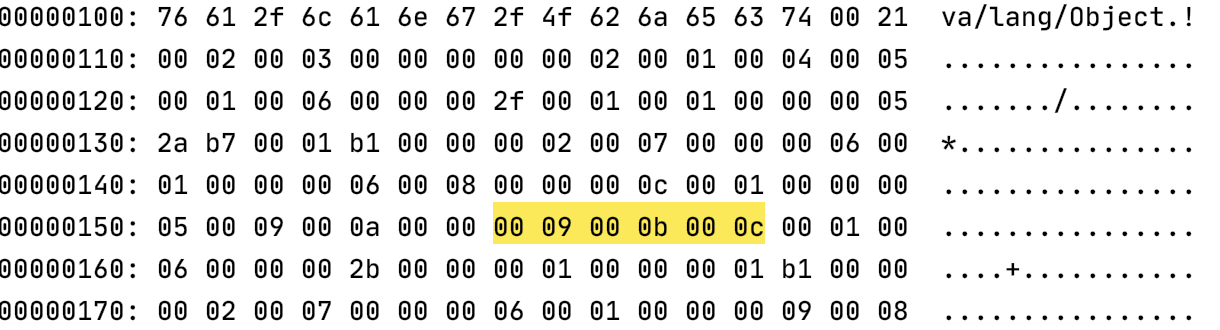 00000100: 76 61 2f 6c 61 6e 67 2f 4f 62 6a 65 63 74 00 21  va/lang/Object.!
00000110: 00 02 00 03 00 00 00 00 00 02 00 01 00 04 00 05  ................
00000120: 00 01 00 06 00 00 00 2f 00 01 00 01 00 00 00 05  ......./........
00000130: 2a b7 00 01 b1 00 00 00 02 00 07 00 00 00 06 00  *...............
00000140: 01 00 00 00 06 00 08 00 00 00 0c 00 01 00 00 00  ................
00000150: 05 00 09 00 0a 00 00 00 09 00 0b 00 0c 00 01 00  ................
00000160: 06 00 00 00 2b 00 00 00 01 00 00 00 01 b1 00 00  ....+...........
00000170: 00 02 00 07 00 00 00 06 00 01 00 00 00 09 00 08  ................